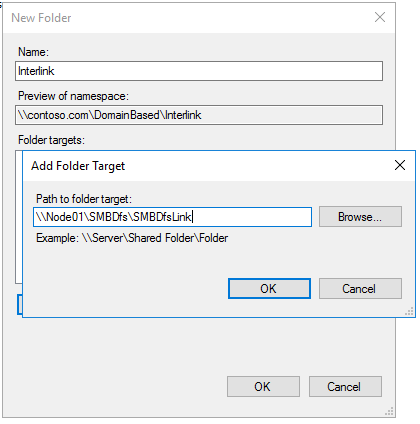 New Folder
Name:
Interlink
Preview of namespace:
\\contoso.com\DomainBased\Interlink
Folder targets:
Add Folder Target
Path to folder target:
\\Node01\SMBDfs\SMBDfsLink
Browse...
Example: \\Server\Shared Folder\Folder
OK
Cancel
OK
Cancel